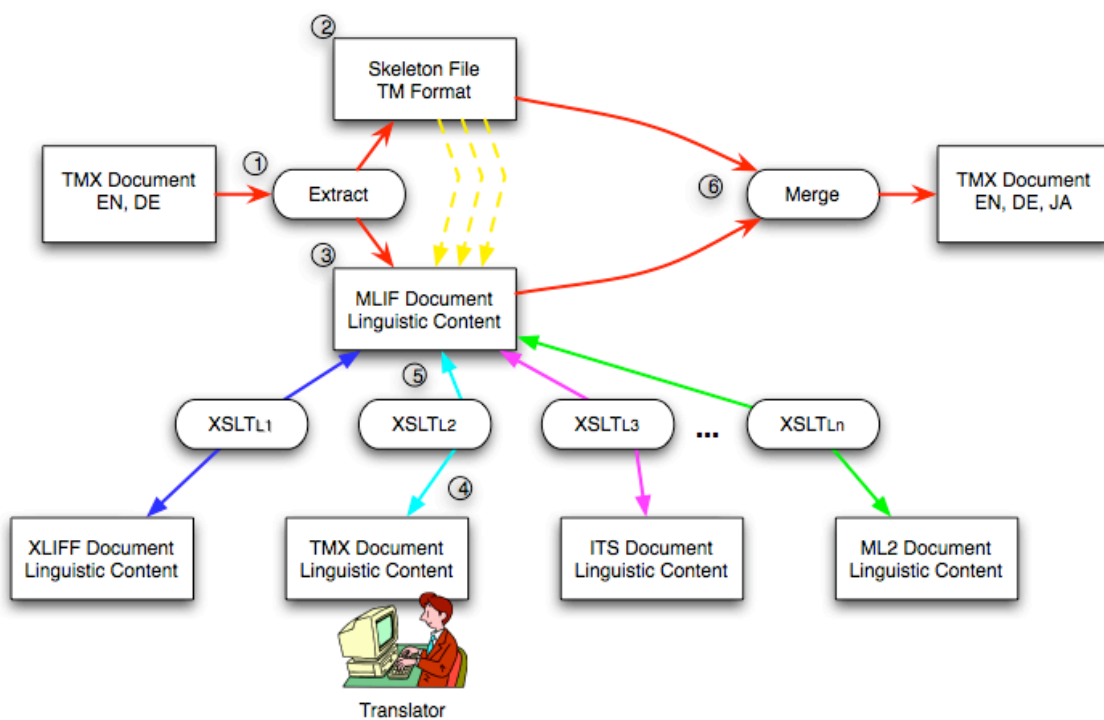 ②
Skeleton File
TM Format
①
TMX Document
EN, DE
Extract
⑥
Merge
TMX Document
EN, DE, JA
③
MLIF Document
Linguistic Content
⑤
XSLTL1
XSLTL2
XSLTL3
...
XSLTLn
④
XLIFF Document
Linguistic Content
TMX Document
Linguistic Content
ITS Document
Linguistic Content
ML2 Document
Linguistic Content
Translator